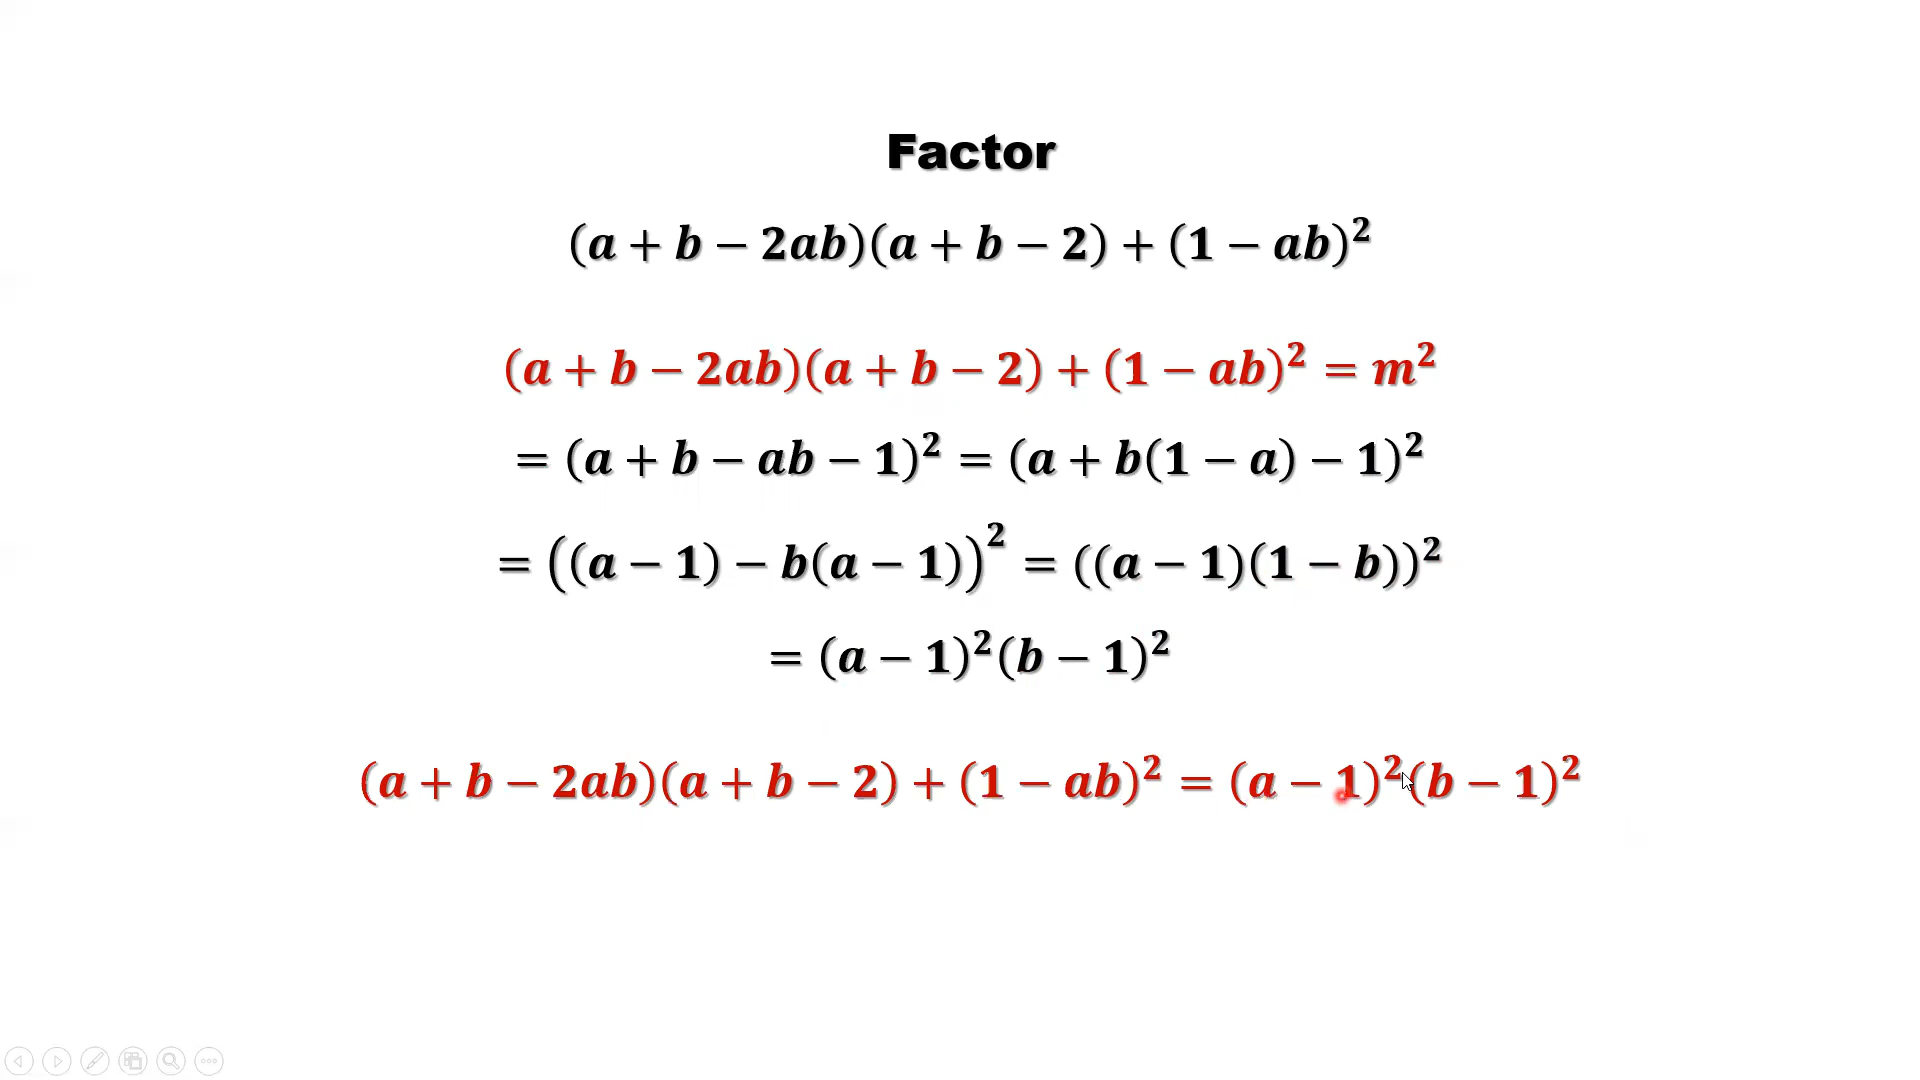 Factor
(a + b − 2ab)(a + b − 2) + (1 − ab)²
(a + b − 2ab)(a + b − 2) + (1 − ab)² = m²
= (a + b − ab − 1)² = (a + b(1 − a) − 1)²
= ((a − 1) − b(a − 1))² = ((a − 1)(1 − b))²
= (a − 1)²(b − 1)²
(a + b − 2ab)(a + b − 2) + (1 − ab)² = (a − 1)²(b − 1)²